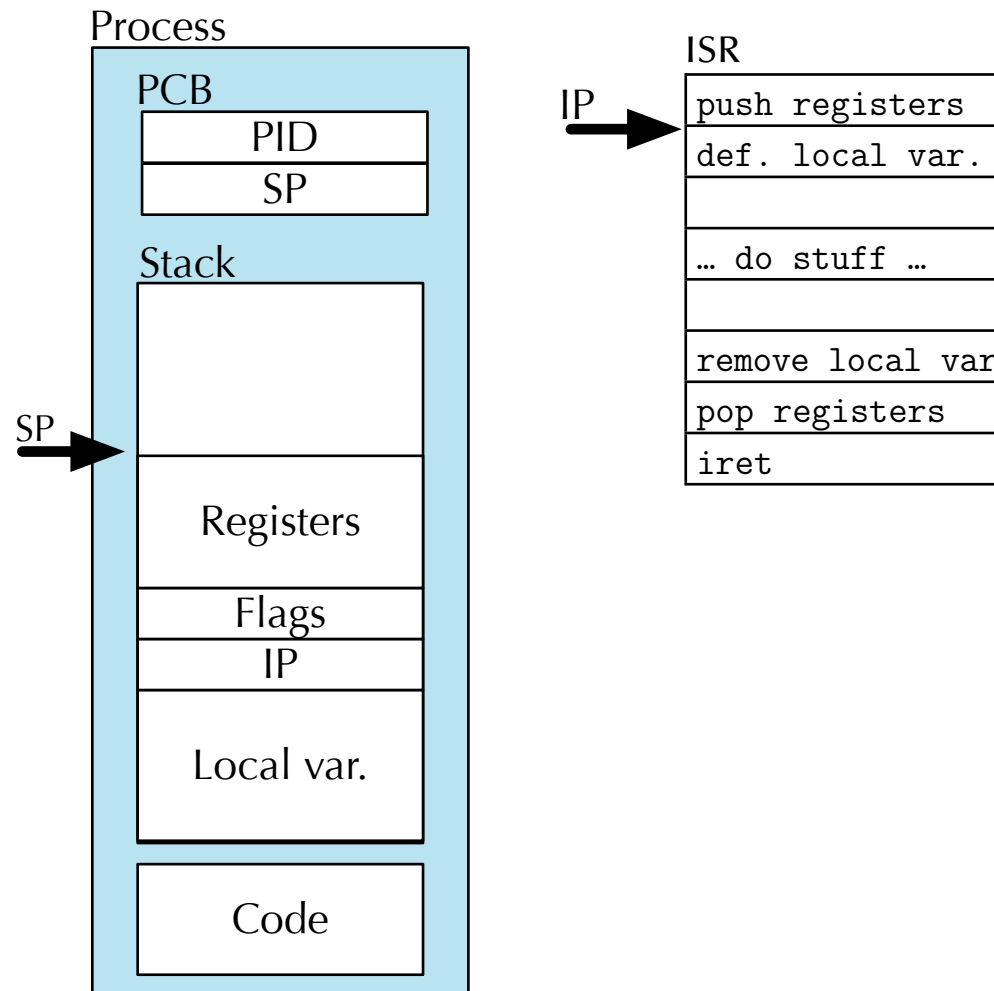 Process
PCB
PID
SP
Stack
SP
Registers
Flags
IP
Local var.
Code
ISR
IP
push registers
def. local var.
… do stuff …
remove local var
pop registers
iret